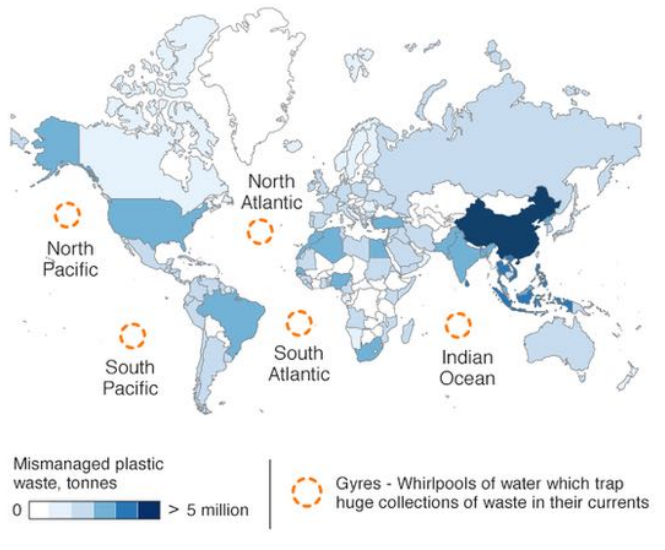 North
Atlantic
North
Pacific
South
Pacific
South
Atlantic
Indian
Ocean
Mismanaged plastic
waste, tonnes
0 > 5 million
Gyres - Whirlpools of water which trap
huge collections of waste in their currents